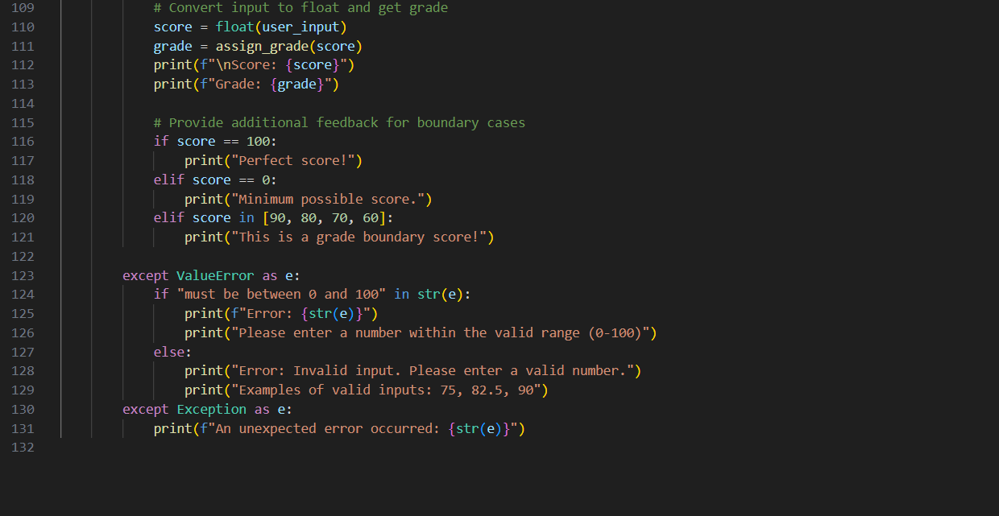 109 # Convert input to float and get grade
110 score = float(user_input)
111 grade = assign_grade(score)
112 print(f"\nScore: {score}")
113 print(f"Grade: {grade}")
114
115 # Provide additional feedback for boundary cases
116 if score == 100:
117 print("Perfect score!")
118 elif score == 0:
119 print("Minimum possible score.")
120 elif score in [90, 80, 70, 60]:
121 print("This is a grade boundary score!")
122
123 except ValueError as e:
124 if "must be between 0 and 100" in str(e):
125 print(f"Error: {str(e)}")
126 print("Please enter a number within the valid range (0-100)")
127 else:
128 print("Error: Invalid input. Please enter a valid number.")
129 print("Examples of valid inputs: 75, 82.5, 90")
130 except Exception as e:
131 print(f"An unexpected error occurred: {str(e)}")
132